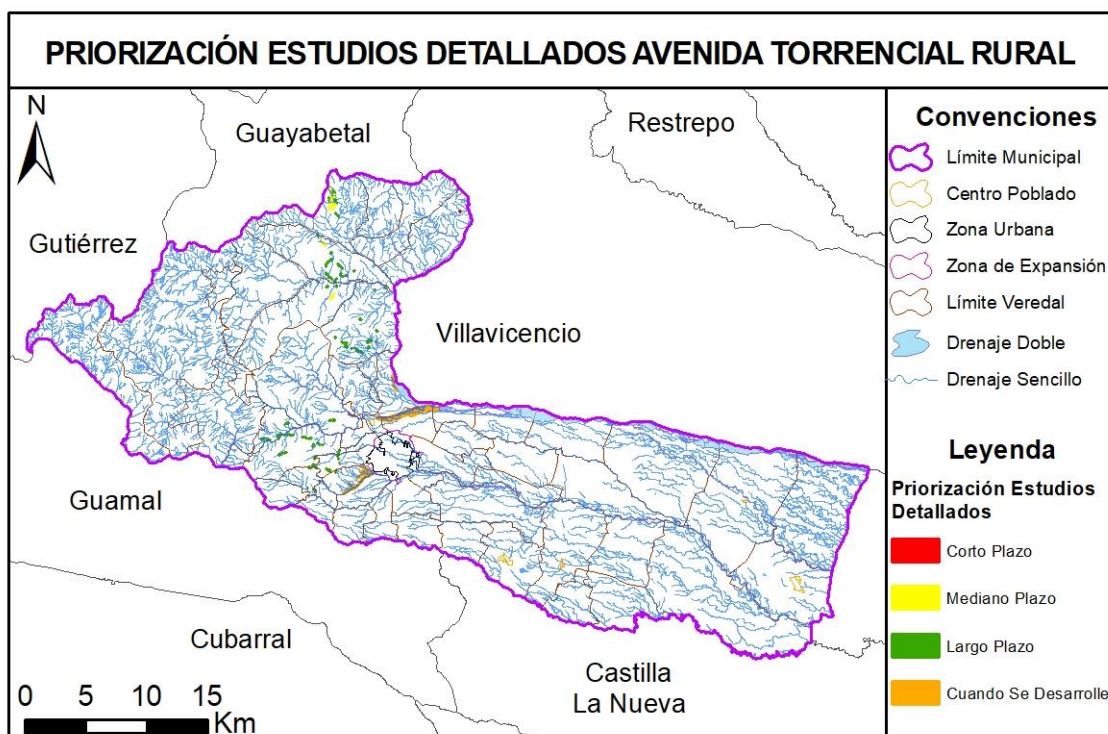 PRIORIZACIÓN ESTUDIOS DETALLADOS AVENIDA TORRENCIAL RURAL
N
Guayabetal
Restrepo
Gutiérrez
Villavicencio
Guamal
Cubarral
Castilla
La Nueva
0 5 10 15
Km
Convenciones
Límite Municipal
Centro Poblado
Zona Urbana
Zona de Expansión
Límite Veredal
Drenaje Doble
Drenaje Sencillo
Leyenda
Priorización Estudios
Detallados
Corto Plazo
Mediano Plazo
Largo Plazo
Cuando Se Desarrolle